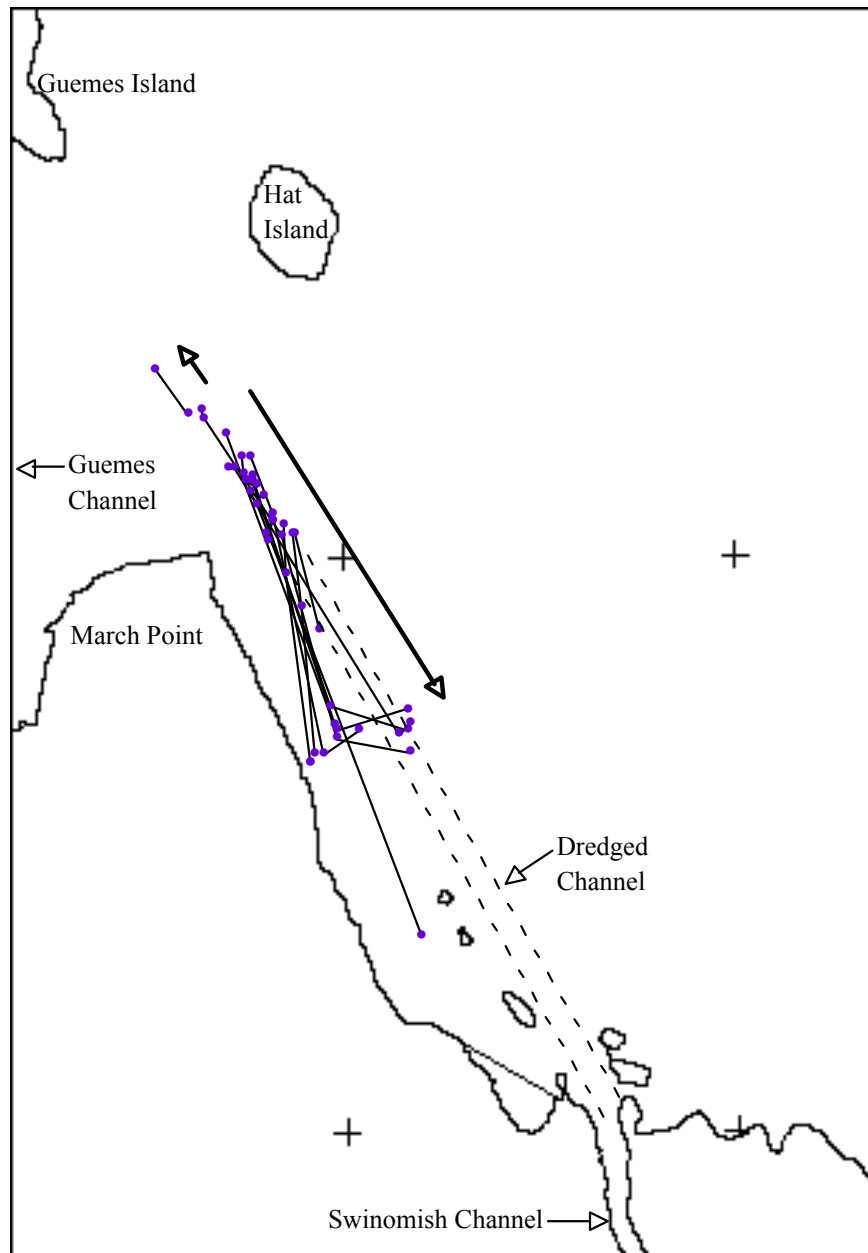 Guemes Island
Hat
Island
Guemes
Channel
March Point
Dredged
Channel
Swinomish Channel